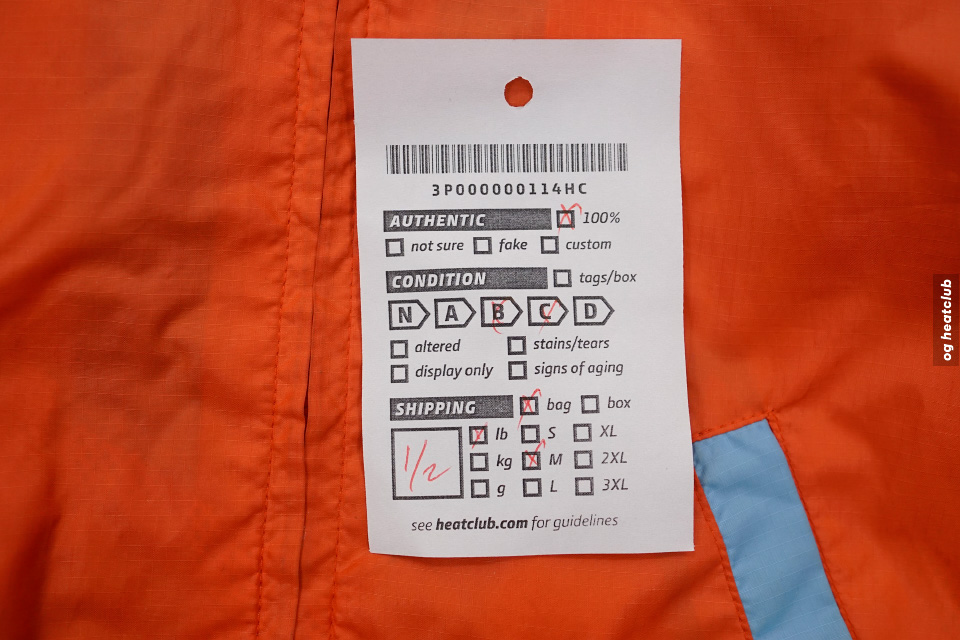 3P000000114HC
AUTHENTIC 100%
not sure fake custom
CONDITION tags/box
N A B C D
altered stains/tears
display only signs of aging
SHIPPING bag box
lb S XL
1/2 kg M 2XL
g L 3XL
see heatclub.com for guidelines
og heatclub